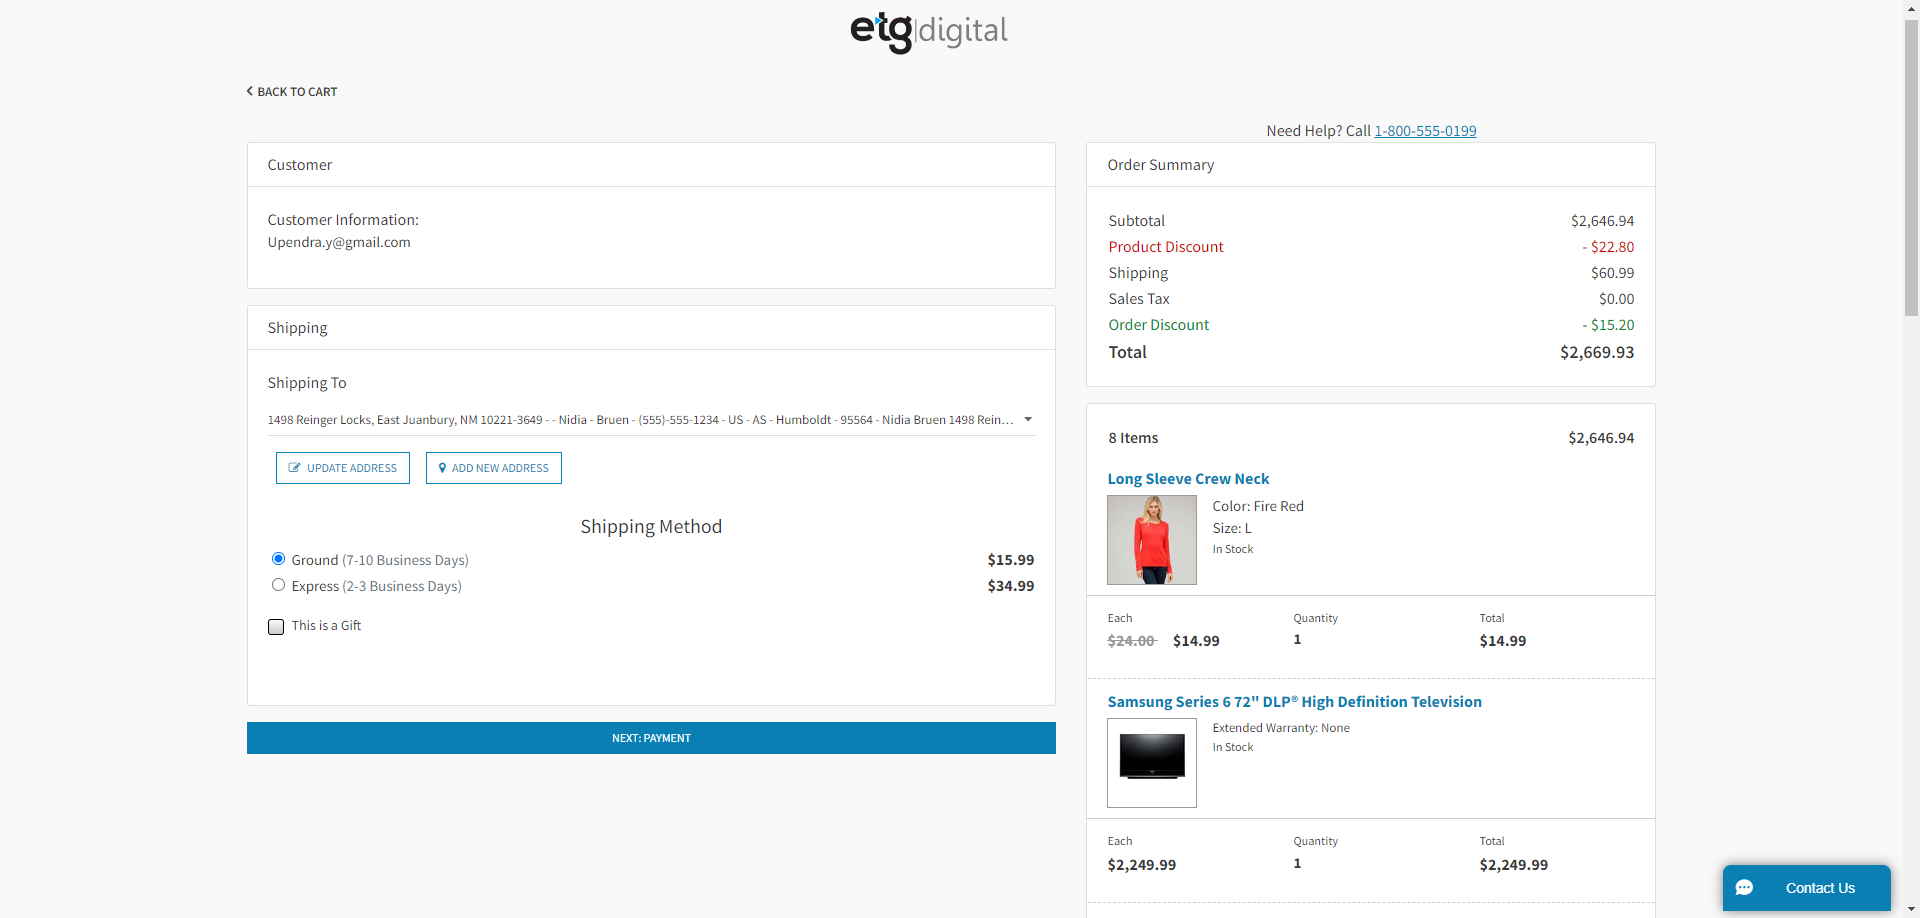 etg|digital
BACK TO CART
Need Help? Call 1-800-555-0199
Customer
Customer Information:
Upendra.y@gmail.com
Shipping
Shipping To
1498 Reinger Locks, East Juanbury, NM 10221-3649 - - Nidia - Bruen - (555)-555-1234 - US - AS - Humboldt - 95564 - Nidia Bruen 1498 Rein...
UPDATE ADDRESS
ADD NEW ADDRESS
Shipping Method
Ground (7-10 Business Days) $15.99
Express (2-3 Business Days) $34.99
This is a Gift
NEXT: PAYMENT
Order Summary
Subtotal $2,646.94
Product Discount - $22.80
Shipping $60.99
Sales Tax $0.00
Order Discount - $15.20
Total $2,669.93
8 Items $2,646.94
Long Sleeve Crew Neck
Color: Fire Red
Size: L
In Stock
Each Quantity Total
$24.00 $14.99 1 $14.99
Samsung Series 6 72" DLP® High Definition Television
Extended Warranty: None
In Stock
Each Quantity Total
$2,249.99 1 $2,249.99
Contact Us